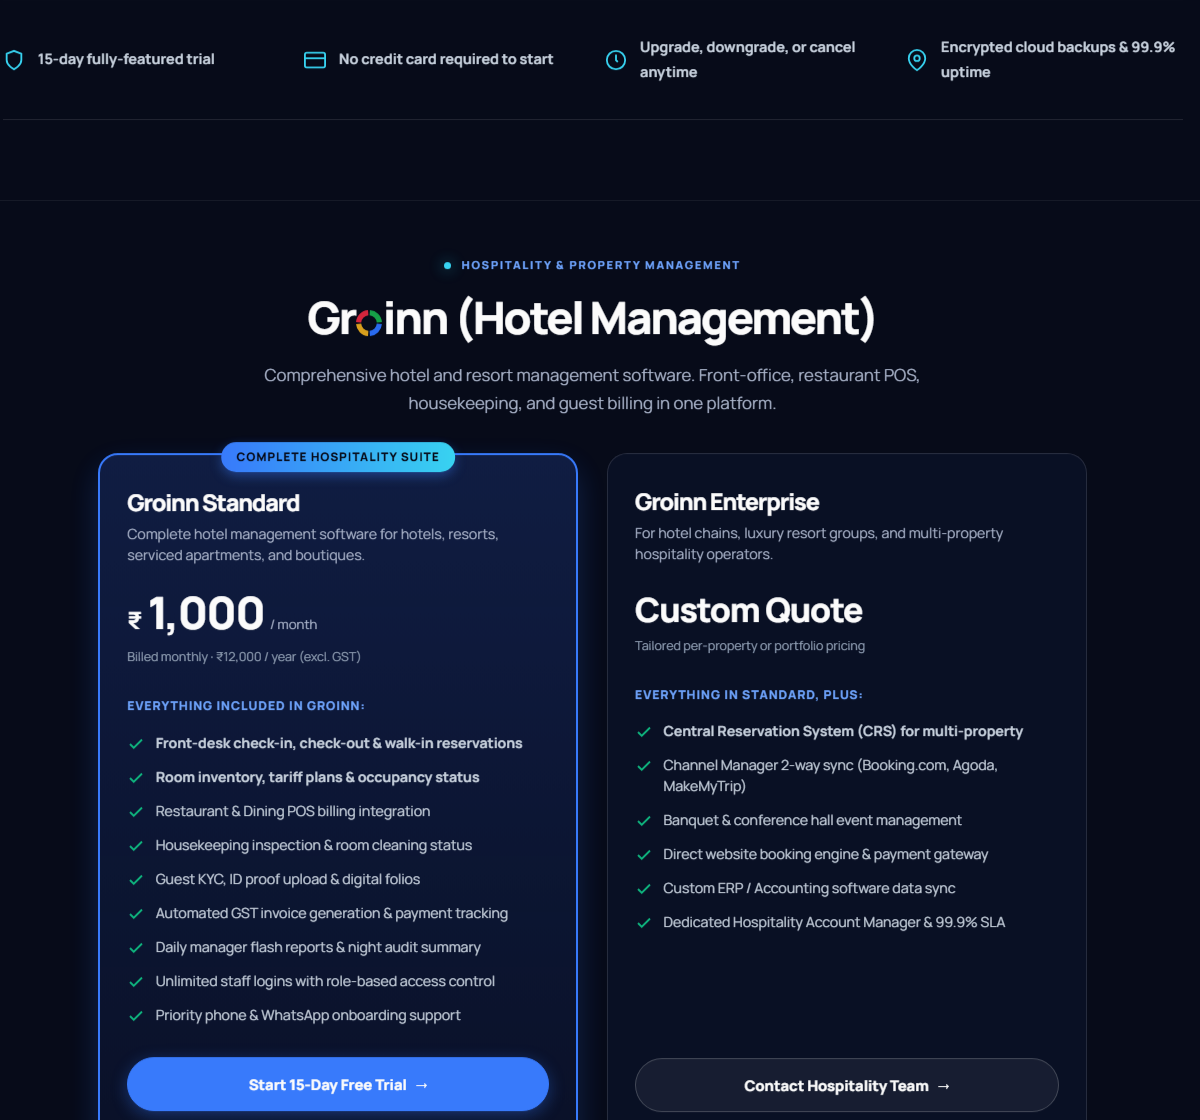 15-day fully-featured trial
No credit card required to start
Upgrade, downgrade, or cancel
anytime
Encrypted cloud backups & 99.9%
uptime
HOSPITALITY & PROPERTY MANAGEMENT
Groinn (Hotel Management)
Comprehensive hotel and resort management software. Front-office, restaurant POS,
housekeeping, and guest billing in one platform.
COMPLETE HOSPITALITY SUITE
Groinn Standard
Complete hotel management software for hotels, resorts,
serviced apartments, and boutiques.
₹ 1,000 / month
Billed monthly · ₹12,000 / year (excl. GST)
EVERYTHING INCLUDED IN GROINN:
Front-desk check-in, check-out & walk-in reservations
Room inventory, tariff plans & occupancy status
Restaurant & Dining POS billing integration
Housekeeping inspection & room cleaning status
Guest KYC, ID proof upload & digital folios
Automated GST invoice generation & payment tracking
Daily manager flash reports & night audit summary
Unlimited staff logins with role-based access control
Priority phone & WhatsApp onboarding support
Start 15-Day Free Trial →
Groinn Enterprise
For hotel chains, luxury resort groups, and multi-property
hospitality operators.
Custom Quote
Tailored per-property or portfolio pricing
EVERYTHING IN STANDARD, PLUS:
Central Reservation System (CRS) for multi-property
Channel Manager 2-way sync (Booking.com, Agoda,
MakeMyTrip)
Banquet & conference hall event management
Direct website booking engine & payment gateway
Custom ERP / Accounting software data sync
Dedicated Hospitality Account Manager & 99.9% SLA
Contact Hospitality Team →